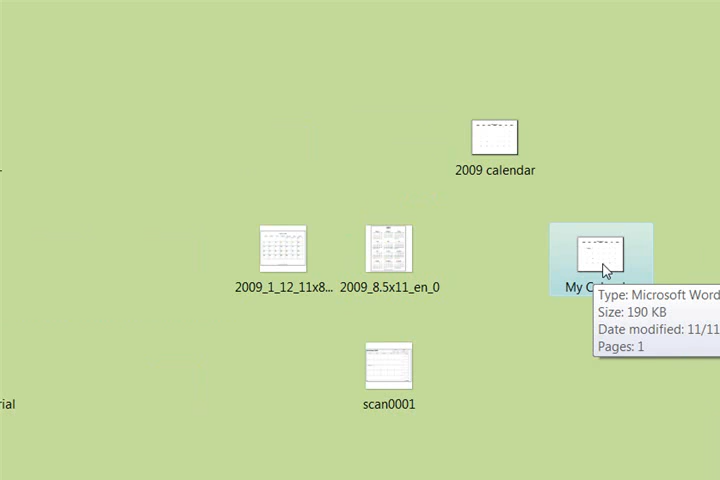 2009 calendar
2009_1_12_11x8... 2009_8.5x11_en_0
My
Type: Microsoft Word
Size: 190 KB
Date modified: 11/11
Pages: 1
scan0001
rial